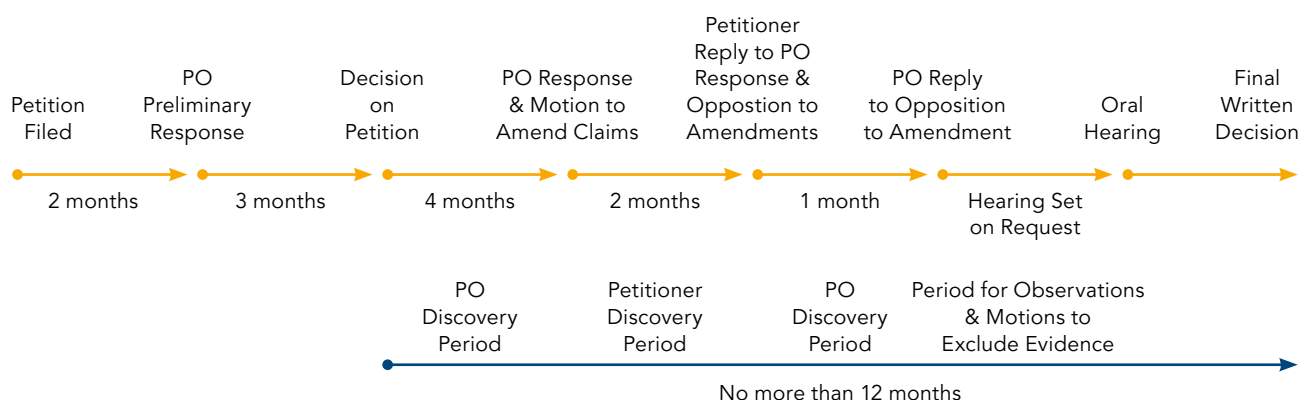 Petition
Filed
PO
Preliminary
Response
Decision
on
Petition
PO Response
& Motion to
Amend Claims
Petitioner
Reply to PO
Response &
Oppostion to
Amendments
PO Reply
to Opposition
to Amendment
Oral
Hearing
Final
Written
Decision
2 months
3 months
4 months
2 months
1 month
Hearing Set
on Request
PO
Discovery
Period
Petitioner
Discovery
Period
PO
Discovery
Period
Period for Observations
& Motions to
Exclude Evidence
No more than 12 months